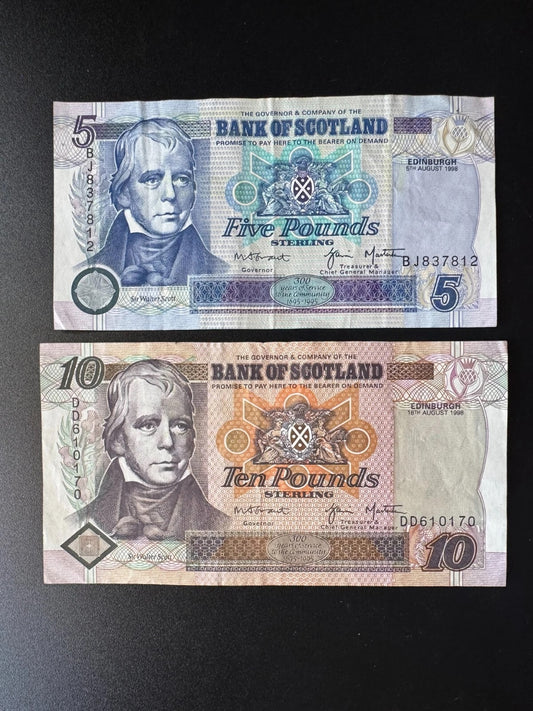 5
BJ837812
THE GOVERNOR & COMPANY OF THE
BANK OF SCOTLAND
PROMISE TO PAY HERE TO THE BEARER ON DEMAND
EDINBURGH
5TH AUGUST 1998
Five Pounds
STERLING
Governor
Treasurer &
Chief General Manager
BJ837812
300
years of Service
to the Community
1695-1995
Sir Walter Scott
5
10
DD610170
THE GOVERNOR & COMPANY OF THE
BANK OF SCOTLAND
PROMISE TO PAY HERE TO THE BEARER ON DEMAND
EDINBURGH
18TH AUGUST 1998
Ten Pounds
STERLING
Governor
Treasurer &
Chief General Manager
DD610170
300
years of Service
to the Community
1695-1995
Sir Walter Scott
10